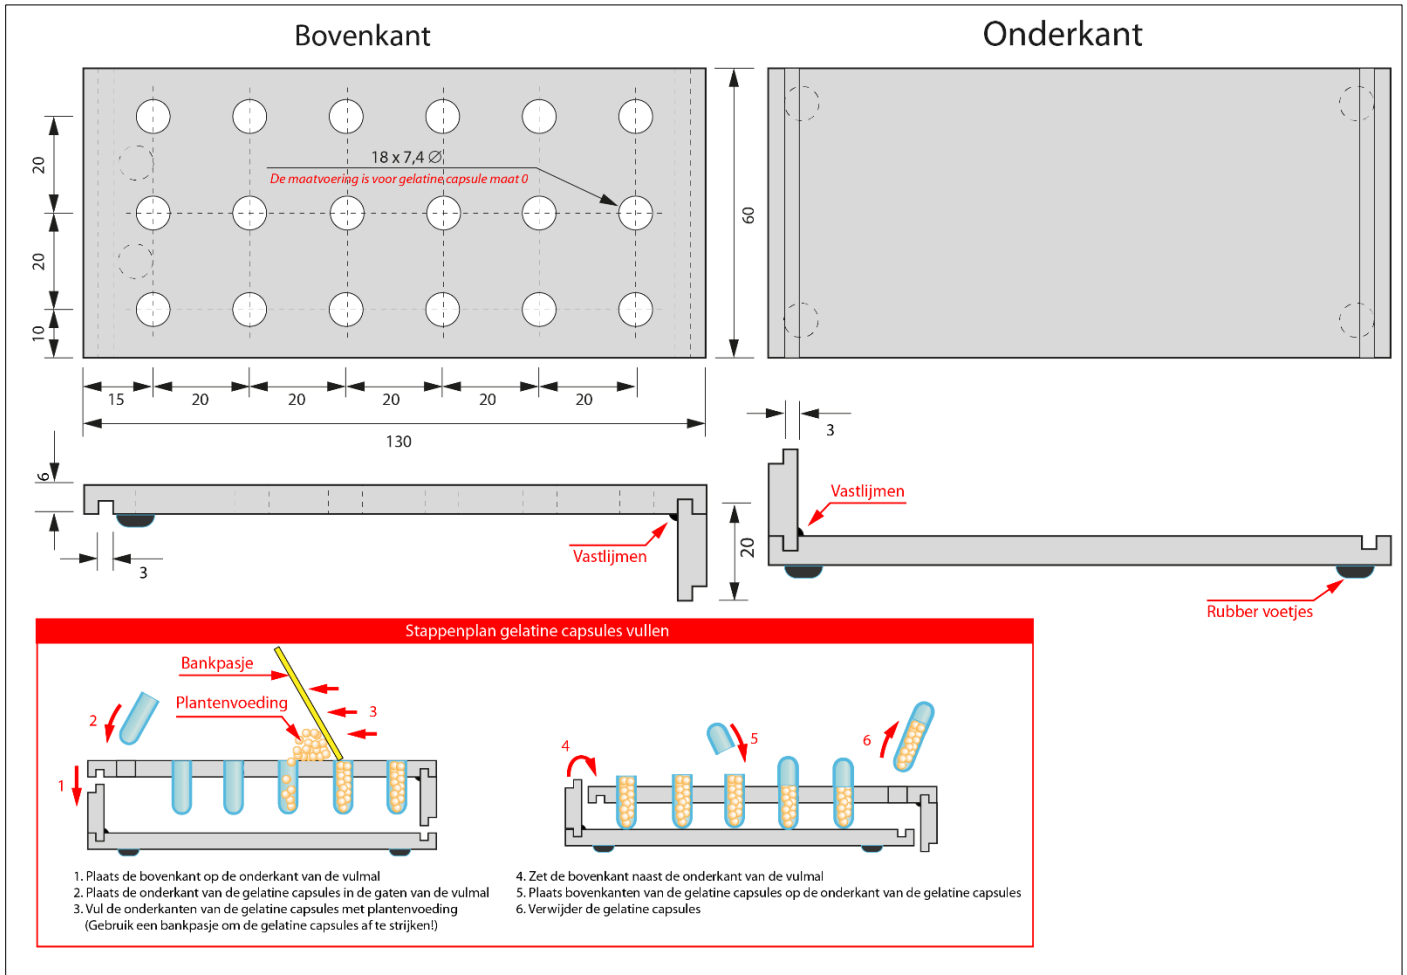 Bovenkant
Onderkant
20
20
10
18 x 7,4 ∅
De maatvoering is voor gelatine capsule maat 0
60
15
20
20
20
20
20
130
3
6
3
Vastlijmen
20
Vastlijmen
Rubber voetjes
Stappenplan gelatine capsules vullen
Bankpasje
Plantenvoeding
2
3
1
4
5
6
1. Plaats de bovenkant op de onderkant van de vulmal
2. Plaats de onderkant van de gelatine capsules in de gaten van de vulmal
3. Vul de onderkanten van de gelatine capsules met plantenvoeding
(Gebruik een bankpasje om de gelatine capsules af te strijken!)
4. Zet de bovenkant naast de onderkant van de vulmal
5. Plaats bovenkanten van de gelatine capsules op de onderkant van de gelatine capsules
6. Verwijder de gelatine capsules